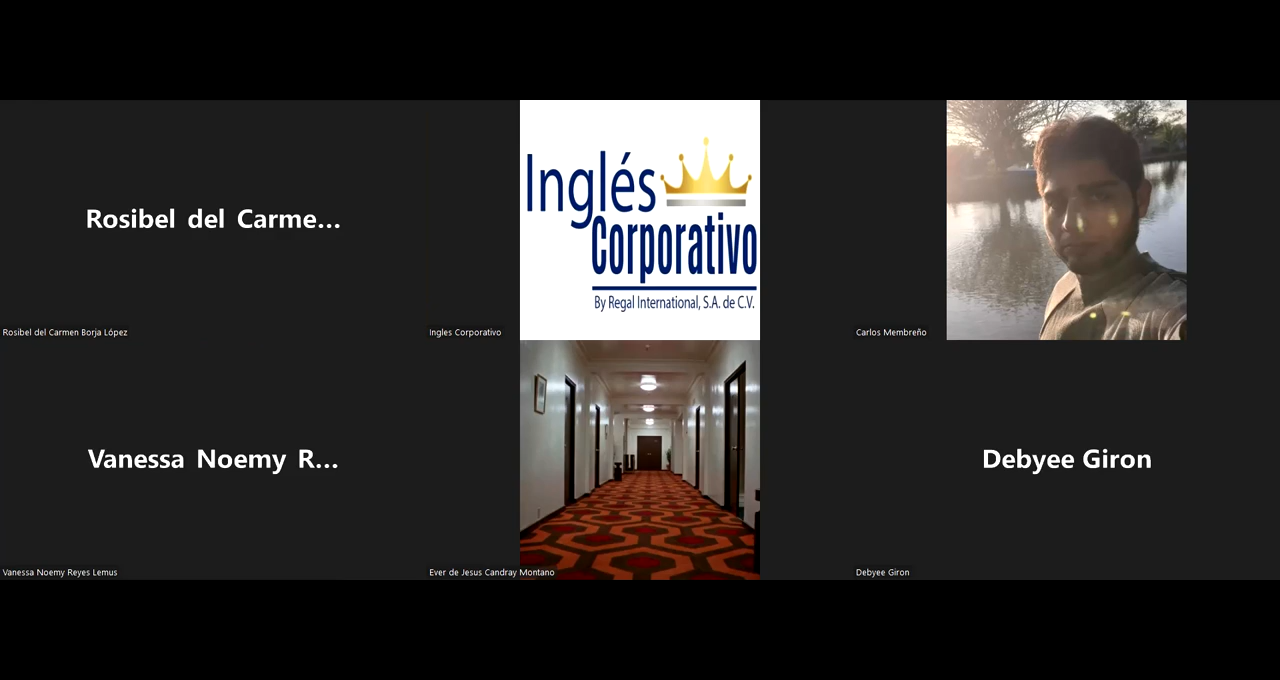 Rosibel del Carme...
Rosibel del Carmen Borja López
Inglés
Corporativo
By Regal International, S.A. de C.V.
Ingles Corporativo
Carlos Membreño
Vanessa Noemy R...
Vanessa Noemy Reyes Lemus
Ever de Jesus Candray Montano
Debyee Giron
Debyee Giron